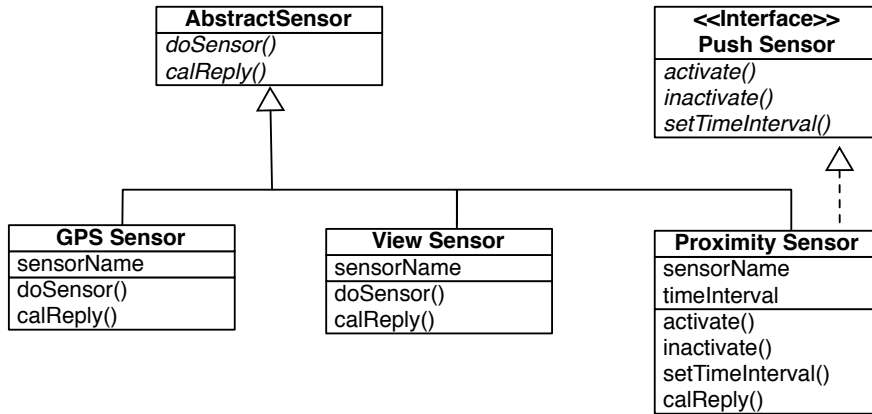 AbstractSensor
doSensor()
calReply()
<<Interface>>
Push Sensor
activate()
inactivate()
setTimeInterval()
GPS Sensor
sensorName
doSensor()
calReply()
View Sensor
sensorName
doSensor()
calReply()
Proximity Sensor
sensorName
timeInterval
activate()
inactivate()
setTimeInterval()
calReply()